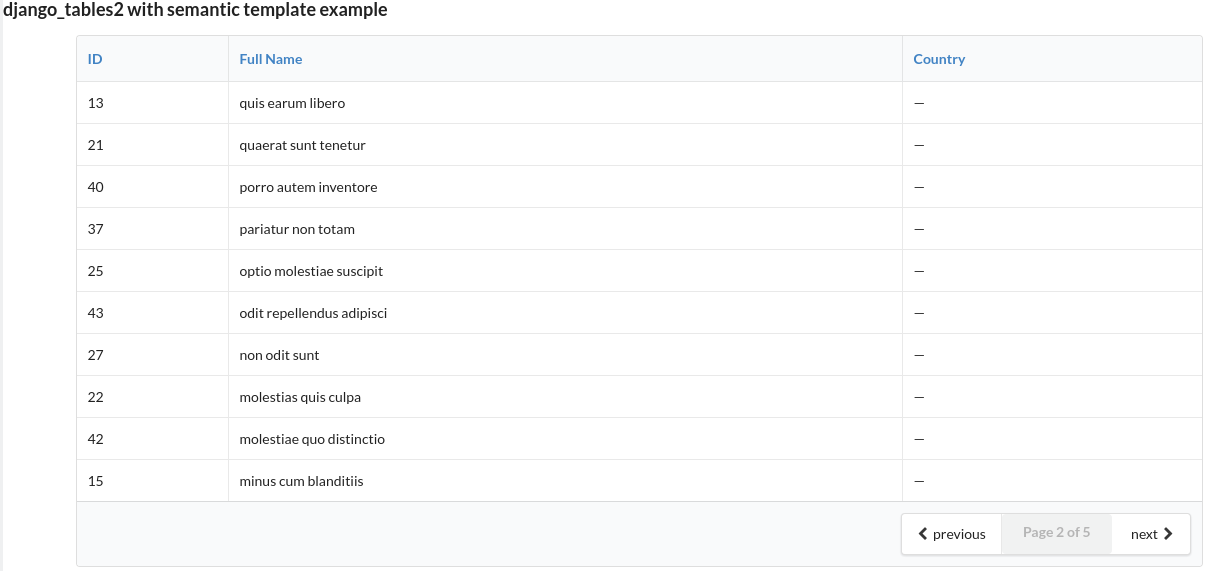 django_tables2 with semantic template example
ID Full Name Country
13 quis earum libero —
21 quaerat sunt tenetur —
40 porro autem inventore —
37 pariatur non totam —
25 optio molestiae suscipit —
43 odit repellendus adipisci —
27 non odit sunt —
22 molestias quis culpa —
42 molestiae quo distinctio —
15 minus cum blanditiis —
previous Page 2 of 5 next